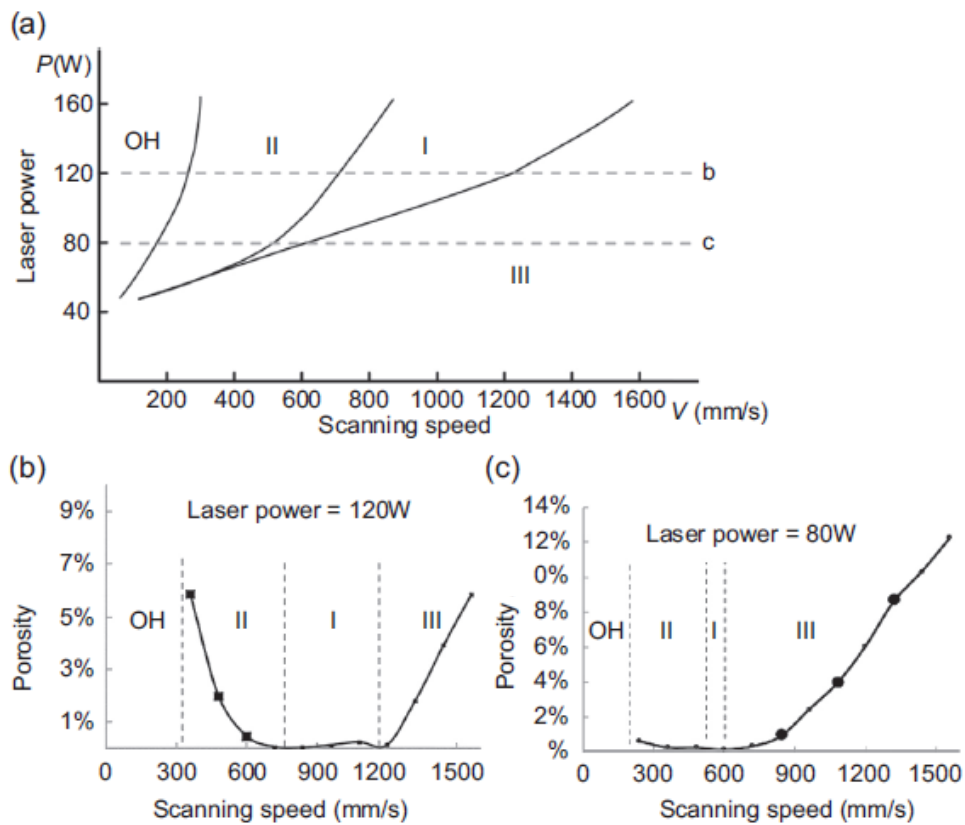 (a)
P(W)
160
120
80
40
Laser power
OH
II
I
III
b
c
200 400 600 800 1000 1200 1400 1600 V (mm/s)
Scanning speed
(b)
9%
7%
5%
3%
1%
Porosity
Laser power = 120W
OH II I III
0 300 600 900 1200 1500
Scanning speed (mm/s)
(c)
14%
12%
0%
8%
6%
4%
2%
%
Porosity
Laser power = 80W
OH II I III
0 300 600 900 1200 1500
Scanning speed (mm/s)